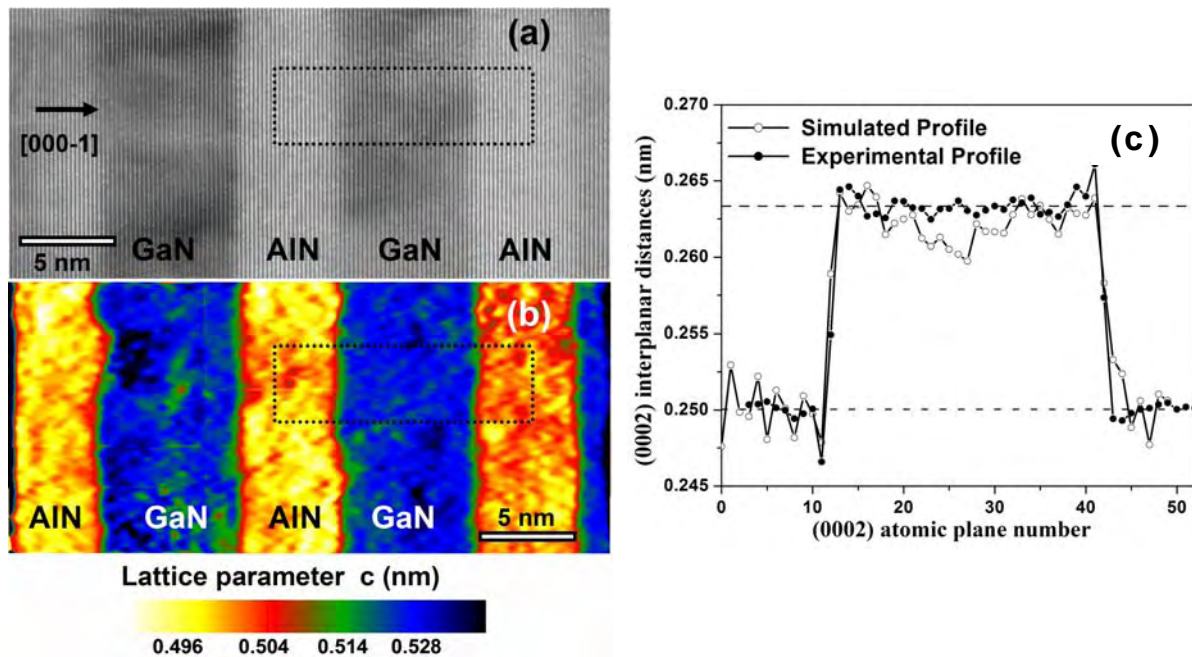 (a)
[000-1]
5 nm
GaN
AlN
GaN
AlN
(b)
AlN
GaN
AlN
GaN
5 nm
Lattice parameter c (nm)
0.496 0.504 0.514 0.528
(c)
Simulated Profile
Experimental Profile
(0002) interplanar distances (nm)
0.270
0.265
0.260
0.255
0.250
0.245
0 10 20 30 40 50
(0002) atomic plane number